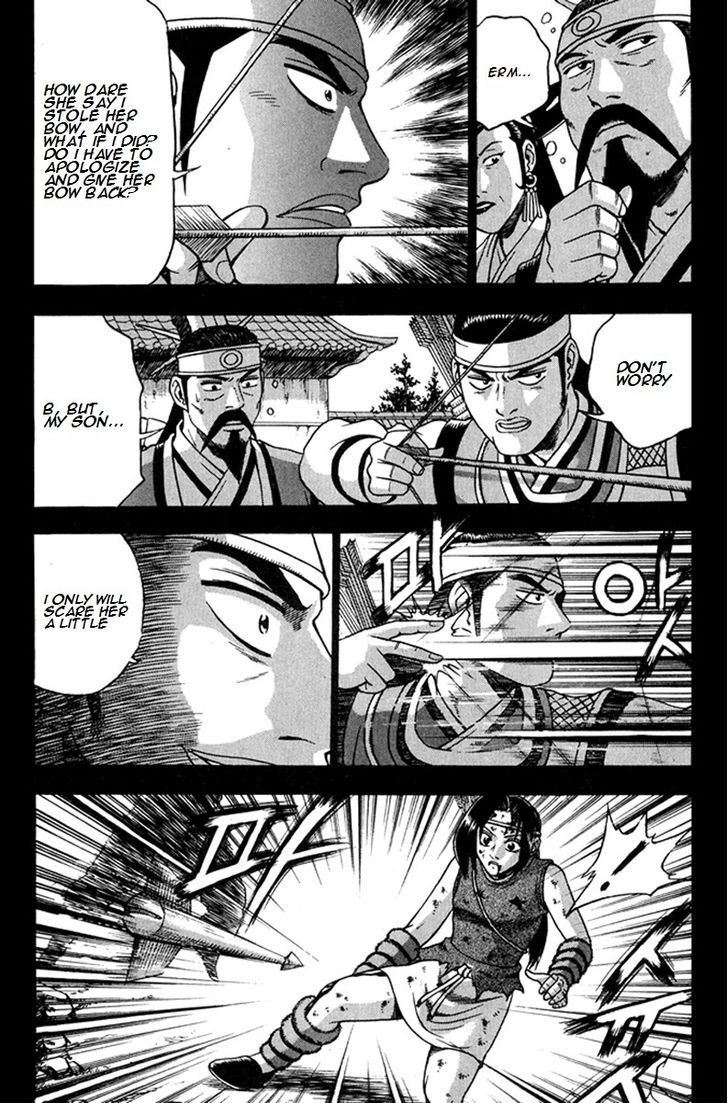 ERM...
HOW DARE
SHE SAY I
STOLE HER
BOW, AND
WHAT IF I DID?
DO I HAVE TO
APOLOGIZE
AND GIVE HER
BOW BACK?
DON'T
WORRY
B, BUT,
MY SON...
파
아
I ONLY WILL
SCARE HER
A LITTLE
파
!